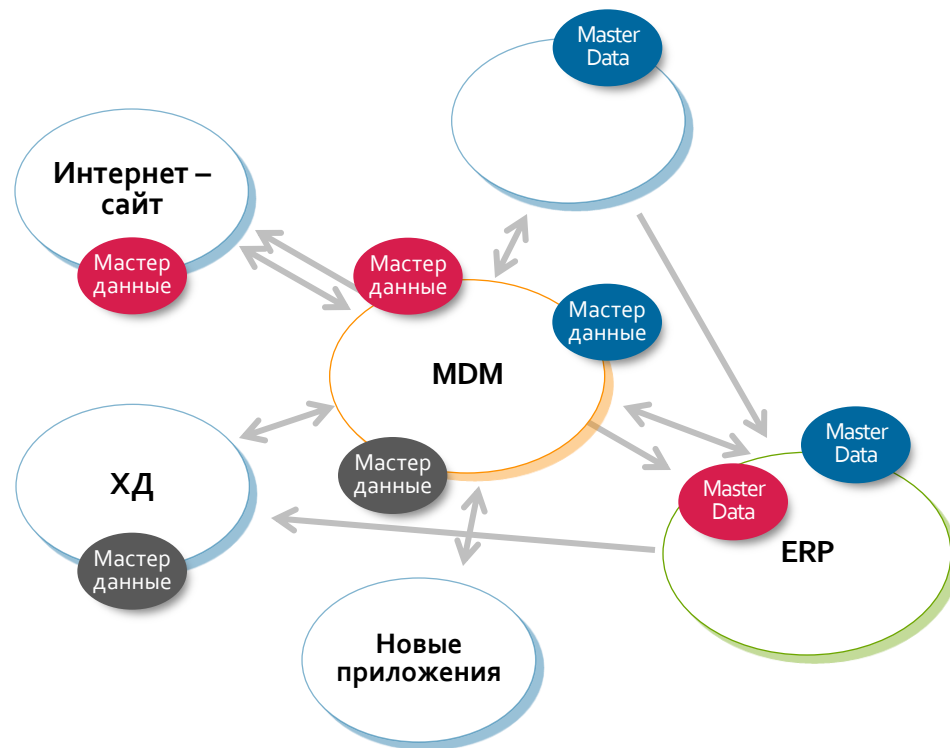 Master
Data
Интернет –
сайт
Мастер
данные
Мастер
данные
Мастер
данные
MDM
Мастер
данные
ХД
Мастер
данные
Master
Data
Master
Data
ERP
Новые
приложения